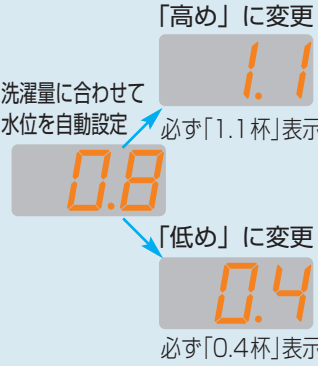 「高め」に変更
1.1
洗濯量に合わせて
水位を自動設定
必ず「1.1杯」表示
0.8
「低め」に変更
0.4
必ず「0.4杯」表示